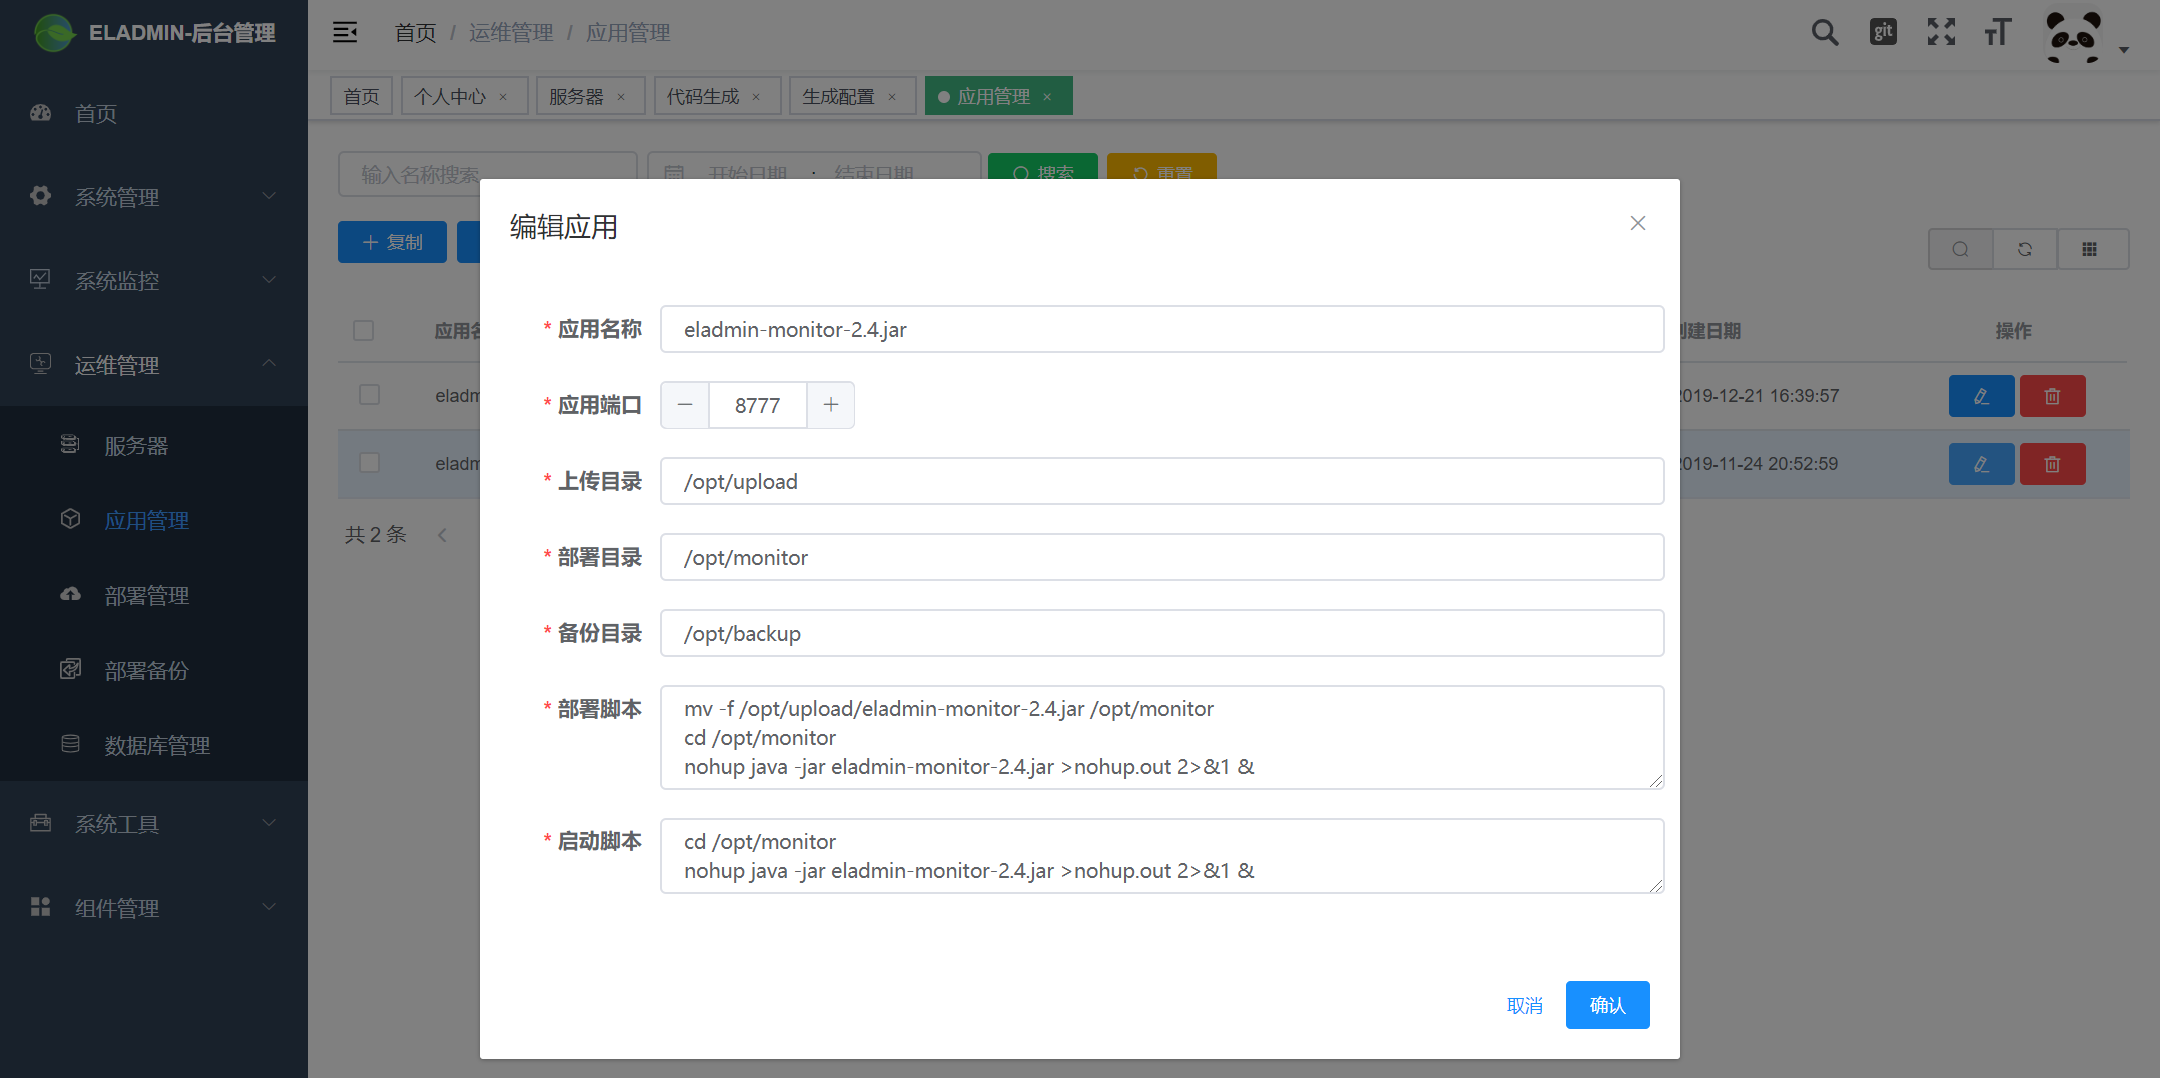 ELADMIN-后台管理
首页 / 运维管理 / 应用管理
git
首页
个人中心 ×
服务器 ×
代码生成 ×
生成配置 ×
应用管理 ×
首页
系统管理
系统监控
运维管理
服务器
应用管理
部署管理
部署备份
数据库管理
系统工具
组件管理
输入名称搜索
开始日期 : 结束日期
搜索
重置
+ 复制
应用名
创建日期
操作
eladm
2019-12-21 16:39:57
eladm
2019-11-24 20:52:59
共 2 条
编辑应用
* 应用名称 eladmin-monitor-2.4.jar
* 应用端口 − 8777 +
* 上传目录 /opt/upload
* 部署目录 /opt/monitor
* 备份目录 /opt/backup
* 部署脚本 mv -f /opt/upload/eladmin-monitor-2.4.jar /opt/monitor
cd /opt/monitor
nohup java -jar eladmin-monitor-2.4.jar >nohup.out 2>&1 &
* 启动脚本 cd /opt/monitor
nohup java -jar eladmin-monitor-2.4.jar >nohup.out 2>&1 &
取消
确认